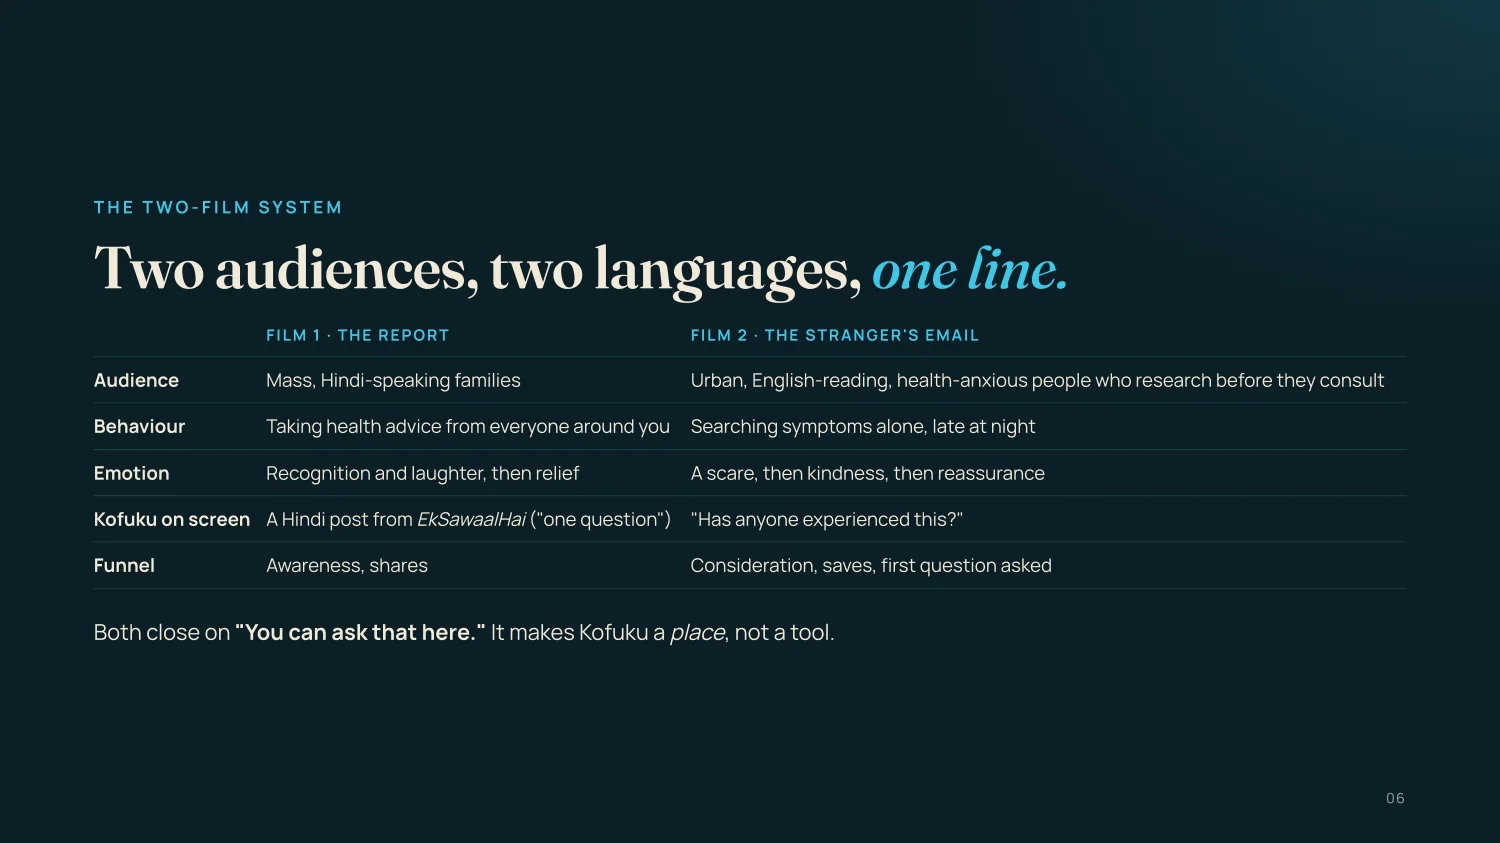 THE TWO-FILM SYSTEM
Two audiences, two languages, one line.
FILM 1 · THE REPORT FILM 2 · THE STRANGER'S EMAIL
Audience Mass, Hindi-speaking families Urban, English-reading, health-anxious people who research before they consult
Behaviour Taking health advice from everyone around you Searching symptoms alone, late at night
Emotion Recognition and laughter, then relief A scare, then kindness, then reassurance
Kofuku on screen A Hindi post from EkSawaalHai ("one question") "Has anyone experienced this?"
Funnel Awareness, shares Consideration, saves, first question asked
Both close on "You can ask that here." It makes Kofuku a place, not a tool.
06